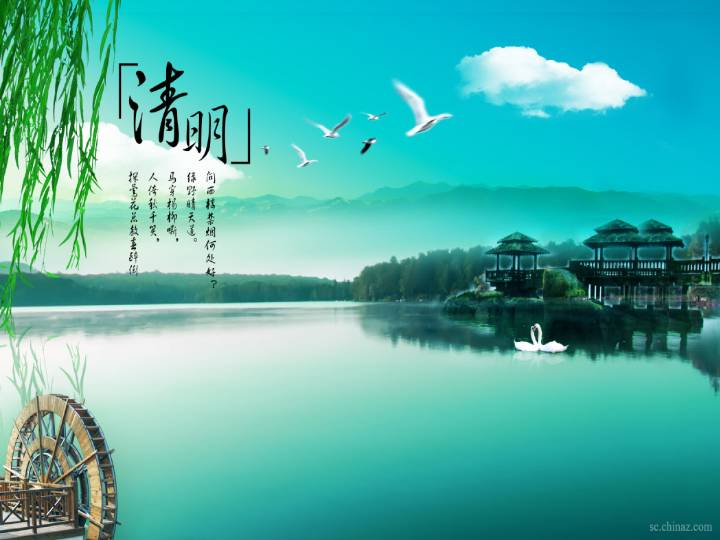 「清明」
问西楼禁烟何处好？
绿野晴天道。
马穿杨柳嘶，
人倚秋千笑，
探莺花总教春醉倒
sc.chinaz.com